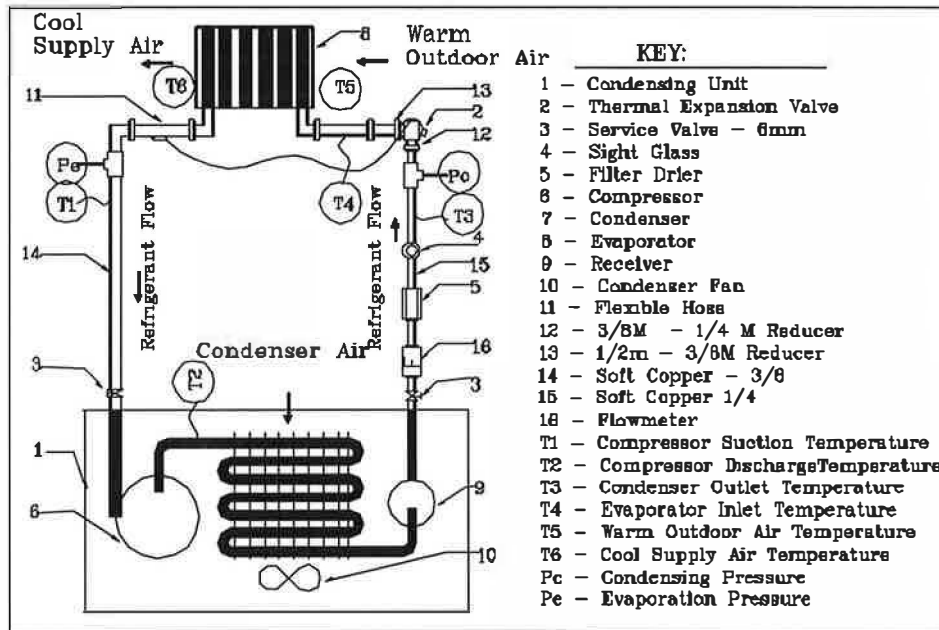 Cool
Supply Air
T6
8
T5
Warm
Outdoor Air
11
13
2
12
Pe
T1
T4
Pc
T3
4
14
15
5
Refrigerant Flow
Refrigerant Flow
Condenser Air
16
3
T2
3
1
6
9
10
KEY:
1 – Condensing Unit
2 – Thermal Expansion Valve
3 – Service Valve – 6mm
4 – Sight Glass
5 – Filter Drier
6 – Compressor
7 – Condenser
8 – Evaporator
9 – Receiver
10 – Condenser Fan
11 – Flexible Hose
12 – 3/8M – 1/4 M Reducer
13 – 1/2m – 3/8M Reducer
14 – Soft Copper – 3/8
15 – Soft Copper 1/4
16 – Flowmeter
T1 – Compressor Suction Temperature
T2 – Compressor DischargeTemperature
T3 – Condenser Outlet Temperature
T4 – Evaporator Inlet Temperature
T5 – Warm Outdoor Air Temperature
T6 – Cool Supply Air Temperature
Pc – Condensing Pressure
Pe – Evaporation Pressure